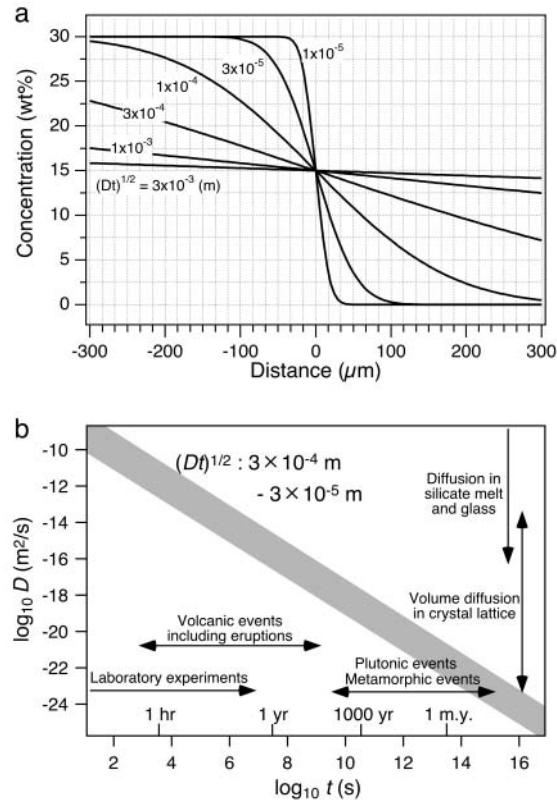 a
30
25
20
15
10
5
0
Concentration (wt%)
1x10-5
3x10-5
1x10-4
3x10-4
1x10-3
(Dt)1/2 = 3x10-3 (m)
-300 -200 -100 0 100 200 300
Distance (µm)
b
-10
-12
-14
-16
-18
-20
-22
-24
log10 D (m2/s)
(Dt)1/2 : 3×10-4 m
- 3×10-5 m
Diffusion in
silicate melt
and glass
Volume diffusion
in crystal lattice
Volcanic events
including eruptions
Plutonic events
Metamorphic events
Laboratory experiments
1 hr 1 yr 1000 yr 1 m.y.
2 4 6 8 10 12 14 16
log10 t (s)